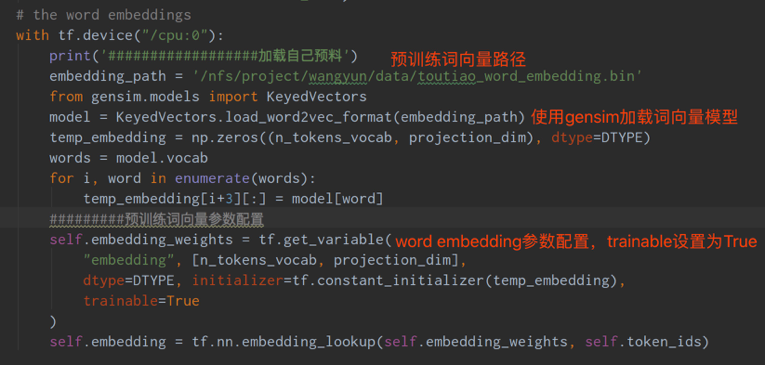 # the word embeddings
with tf.device("/cpu:0"):
print('##################加载自己预料') 预训练词向量路径
embedding_path = '/nfs/project/wangyun/data/toutiao_word_embedding.bin'
from gensim.models import KeyedVectors
model = KeyedVectors.load_word2vec_format(embedding_path) 使用gensim加载词向量模型
temp_embedding = np.zeros((n_tokens_vocab, projection_dim), dtype=DTYPE)
words = model.vocab
for i, word in enumerate(words):
temp_embedding[i+3][:] = model[word]
#########预训练词向量参数配置
self.embedding_weights = tf.get_variable( word embedding参数配置，trainable设置为True
"embedding", [n_tokens_vocab, projection_dim],
dtype=DTYPE, initializer=tf.constant_initializer(temp_embedding),
trainable=True
)
self.embedding = tf.nn.embedding_lookup(self.embedding_weights, self.token_ids)